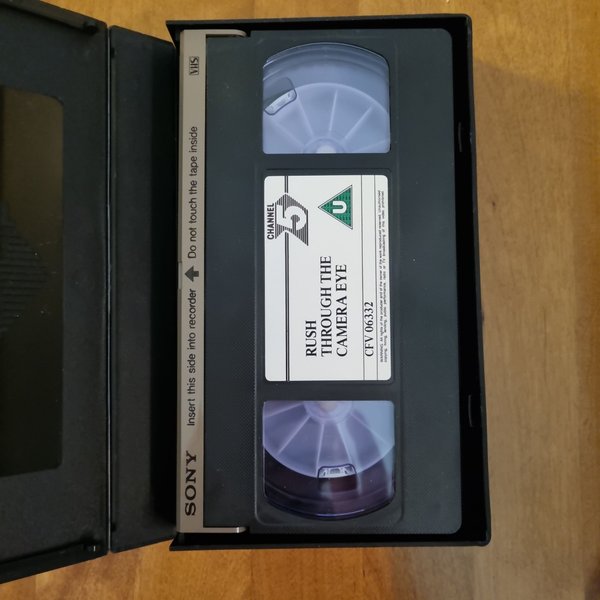 SONY
Insert this side into recorder
Do not touch the tape inside
VHS
CHANNEL
5
U
RUSH
THROUGH THE
CAMERA EYE
CFV 06332